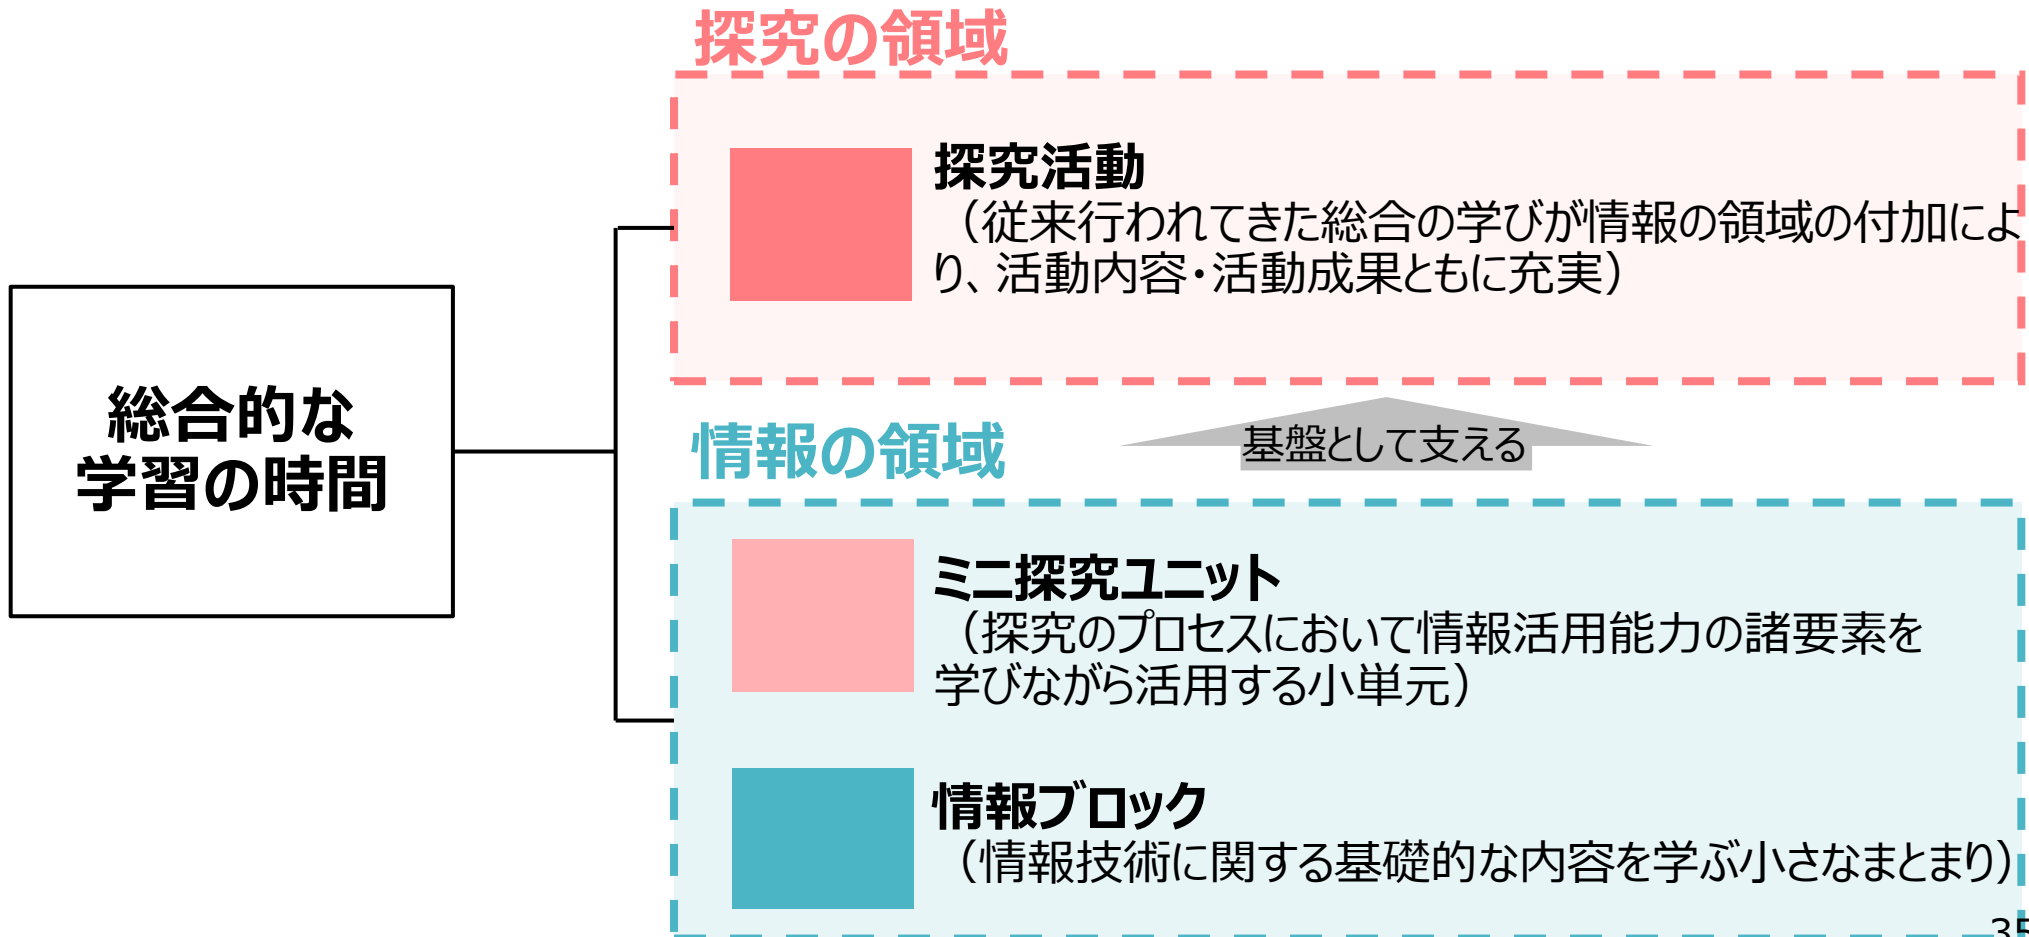 探究の領域
探究活動
（従来行われてきた総合の学びが情報の領域の付加によ
り、活動内容・活動成果ともに充実）
総合的な
学習の時間
基盤として支える
情報の領域
ミニ探究ユニット
（探究のプロセスにおいて情報活用能力の諸要素を
学びながら活用する小単元）
情報ブロック
（情報技術に関する基礎的な内容を学ぶ小さなまとまり）
35